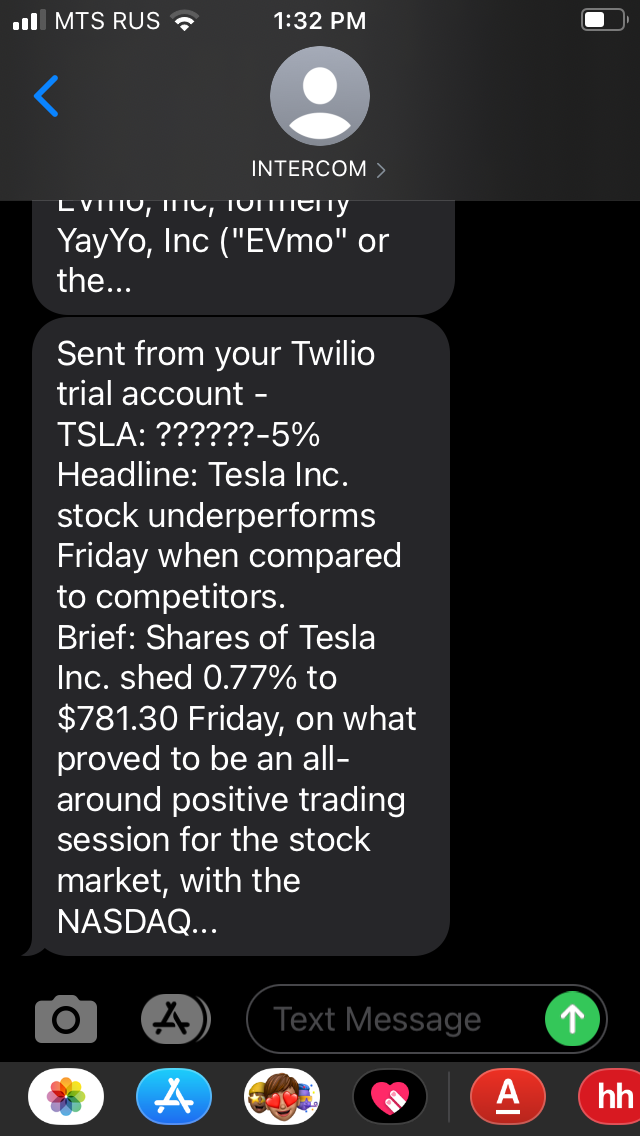 MTS RUS
1:32 PM
INTERCOM
EVmo, Inc, formerly
YayYo, Inc ("EVmo" or
the...
Sent from your Twilio
trial account -
TSLA: ??????-5%
Headline: Tesla Inc.
stock underperforms
Friday when compared
to competitors.
Brief: Shares of Tesla
Inc. shed 0.77% to
$781.30 Friday, on what
proved to be an all-
around positive trading
session for the stock
market, with the
NASDAQ...
Text Message
A
hh